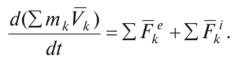 d(∑ m_k V̅_k) / dt = ∑ F̅_k^e + ∑ F̅_k^i .